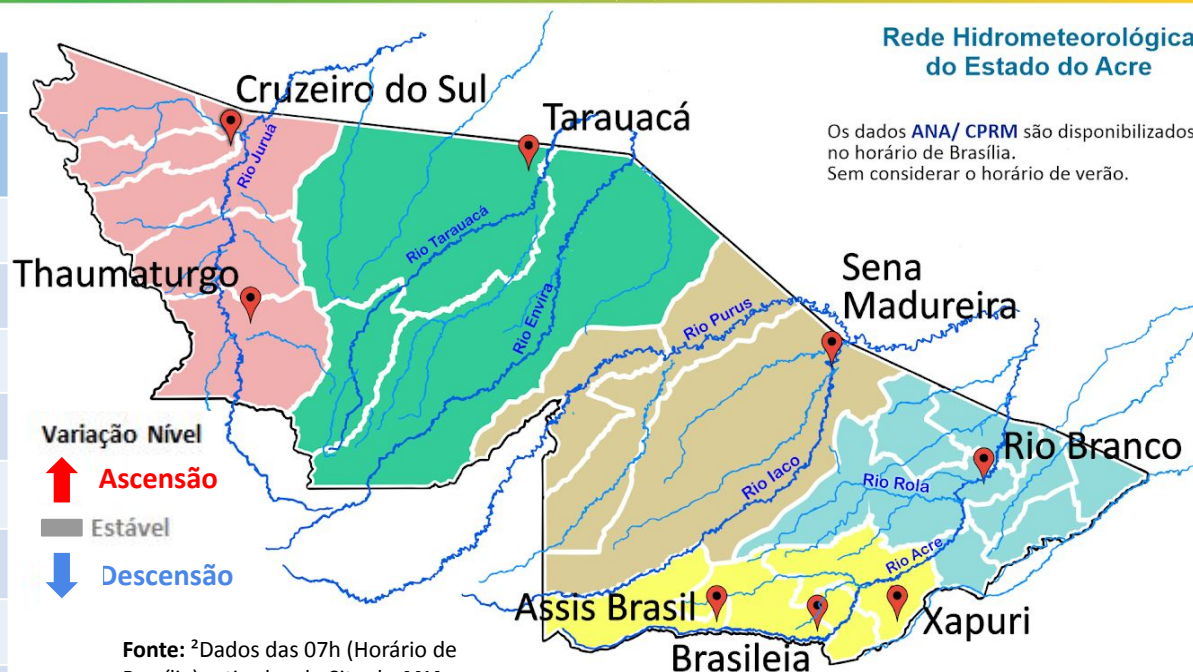 Rede Hidrometeorológica
do Estado do Acre
Os dados ANA/ CPRM são disponibilizados
no horário de Brasília.
Sem considerar o horário de verão.
Cruzeiro do Sul
Tarauacá
Rio Juruá
Rio Tarauacá
Thaumaturgo
Rio Envira
Sena
Madureira
Rio Purus
Variação Nível
Ascensão
Estável
Descensão
Rio Branco
Rio Iaco
Rio Rola
Rio Acre
Assis Brasil
Xapuri
Brasileia
Fonte: ²Dados das 07h (Horário de